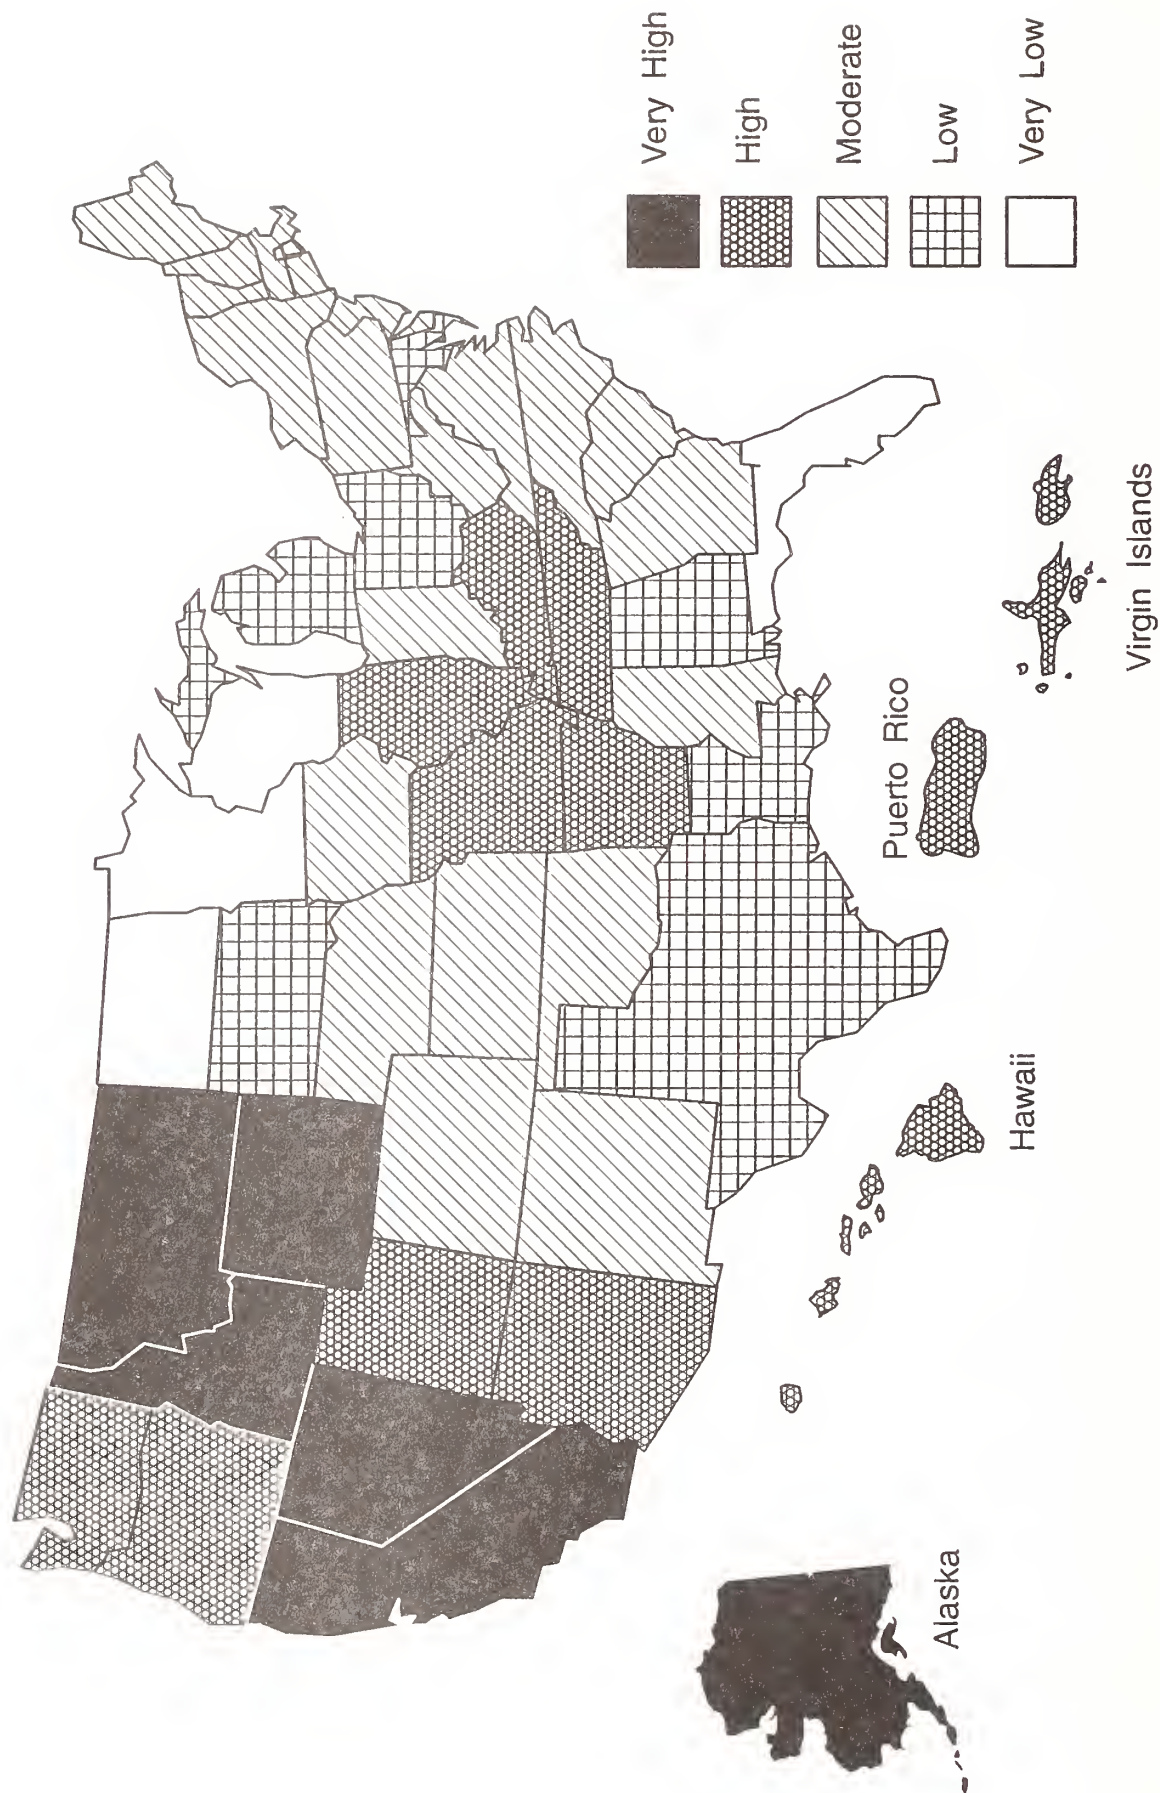 Very High
High
Moderate
Low
Very Low
Virgin Islands
Puerto Rico
Hawaii
Alaska